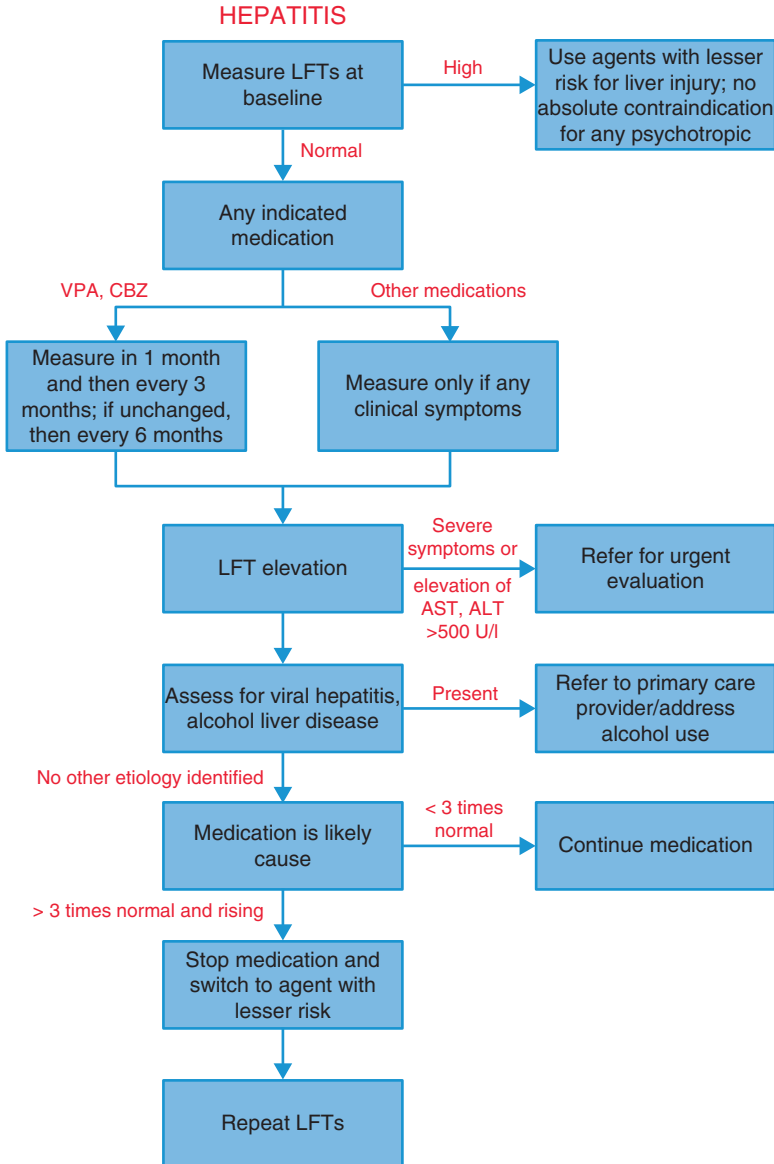 HEPATITIS
Measure LFTs at
baseline
High
Use agents with lesser
risk for liver injury; no
absolute contraindication
for any psychotropic
Normal
Any indicated
medication
VPA, CBZ
Other medications
Measure in 1 month
and then every 3
months; if unchanged,
then every 6 months
Measure only if any
clinical symptoms
LFT elevation
Severe
symptoms or
elevation of
AST, ALT
>500 U/l
Refer for urgent
evaluation
Assess for viral hepatitis,
alcohol liver disease
Present
Refer to primary care
provider/address
alcohol use
No other etiology identified
Medication is likely
cause
< 3 times
normal
Continue medication
> 3 times normal and rising
Stop medication and
switch to agent with
lesser risk
Repeat LFTs